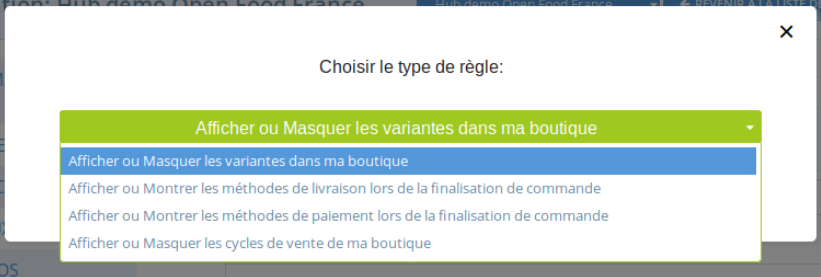 Hub démo Open Food France
Hub démo Open Food France
REVENIR À LA LISTE
Choisir le type de règle:
Afficher ou Masquer les variantes dans ma boutique
Afficher ou Masquer les variantes dans ma boutique
Afficher ou Montrer les méthodes de livraison lors de la finalisation de commande
Afficher ou Montrer les méthodes de paiement lors de la finalisation de commande
Afficher ou Masquer les cycles de vente de ma boutique
OS